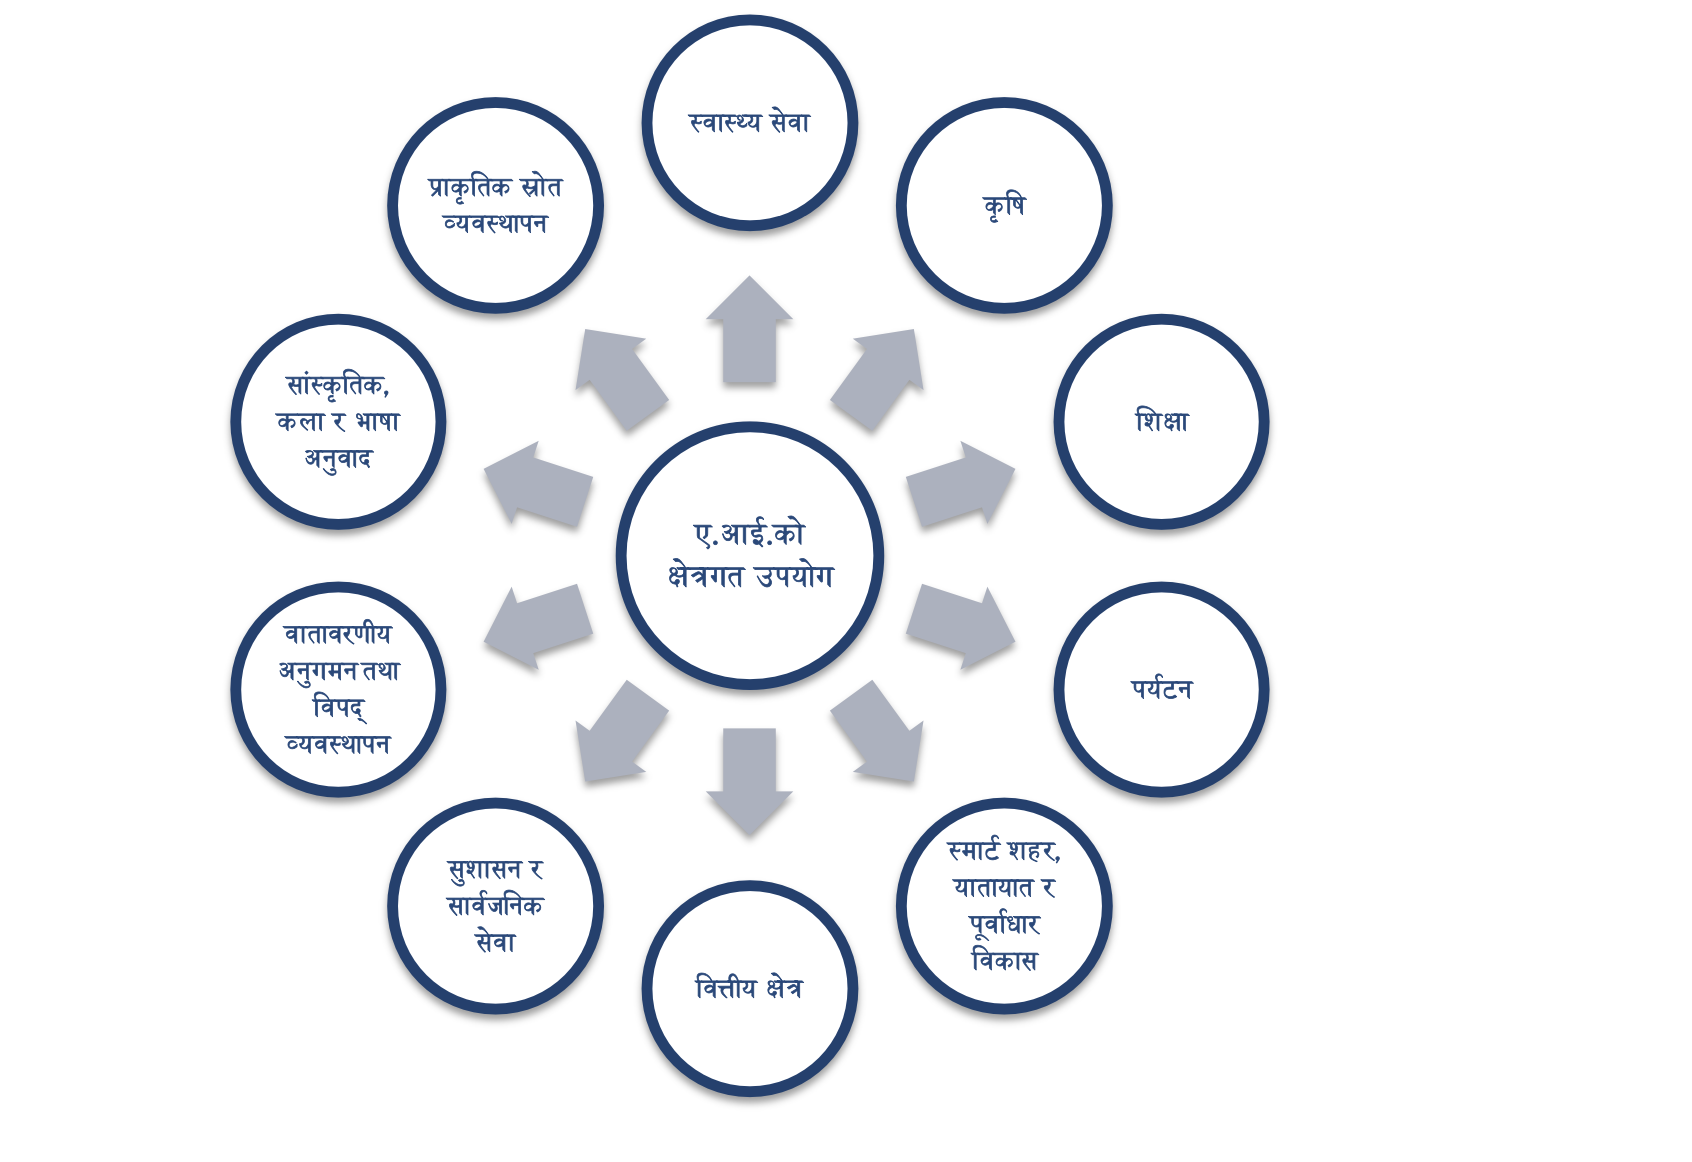 स्वास्थ्य सेवा
कृषि
शिक्षा
पर्यटन
स्मार्ट शहर,
यातायात र
पूर्वाधार
विकास
वित्तीय क्षेत्र
सुशासन र
सार्वजनिक
सेवा
वातावरणीय
अनुगमन तथा
विपद्
व्यवस्थापन
सांस्कृतिक,
कला र भाषा
अनुवाद
प्राकृतिक स्रोत
व्यवस्थापन
ए.आई.को
क्षेत्रगत उपयोग